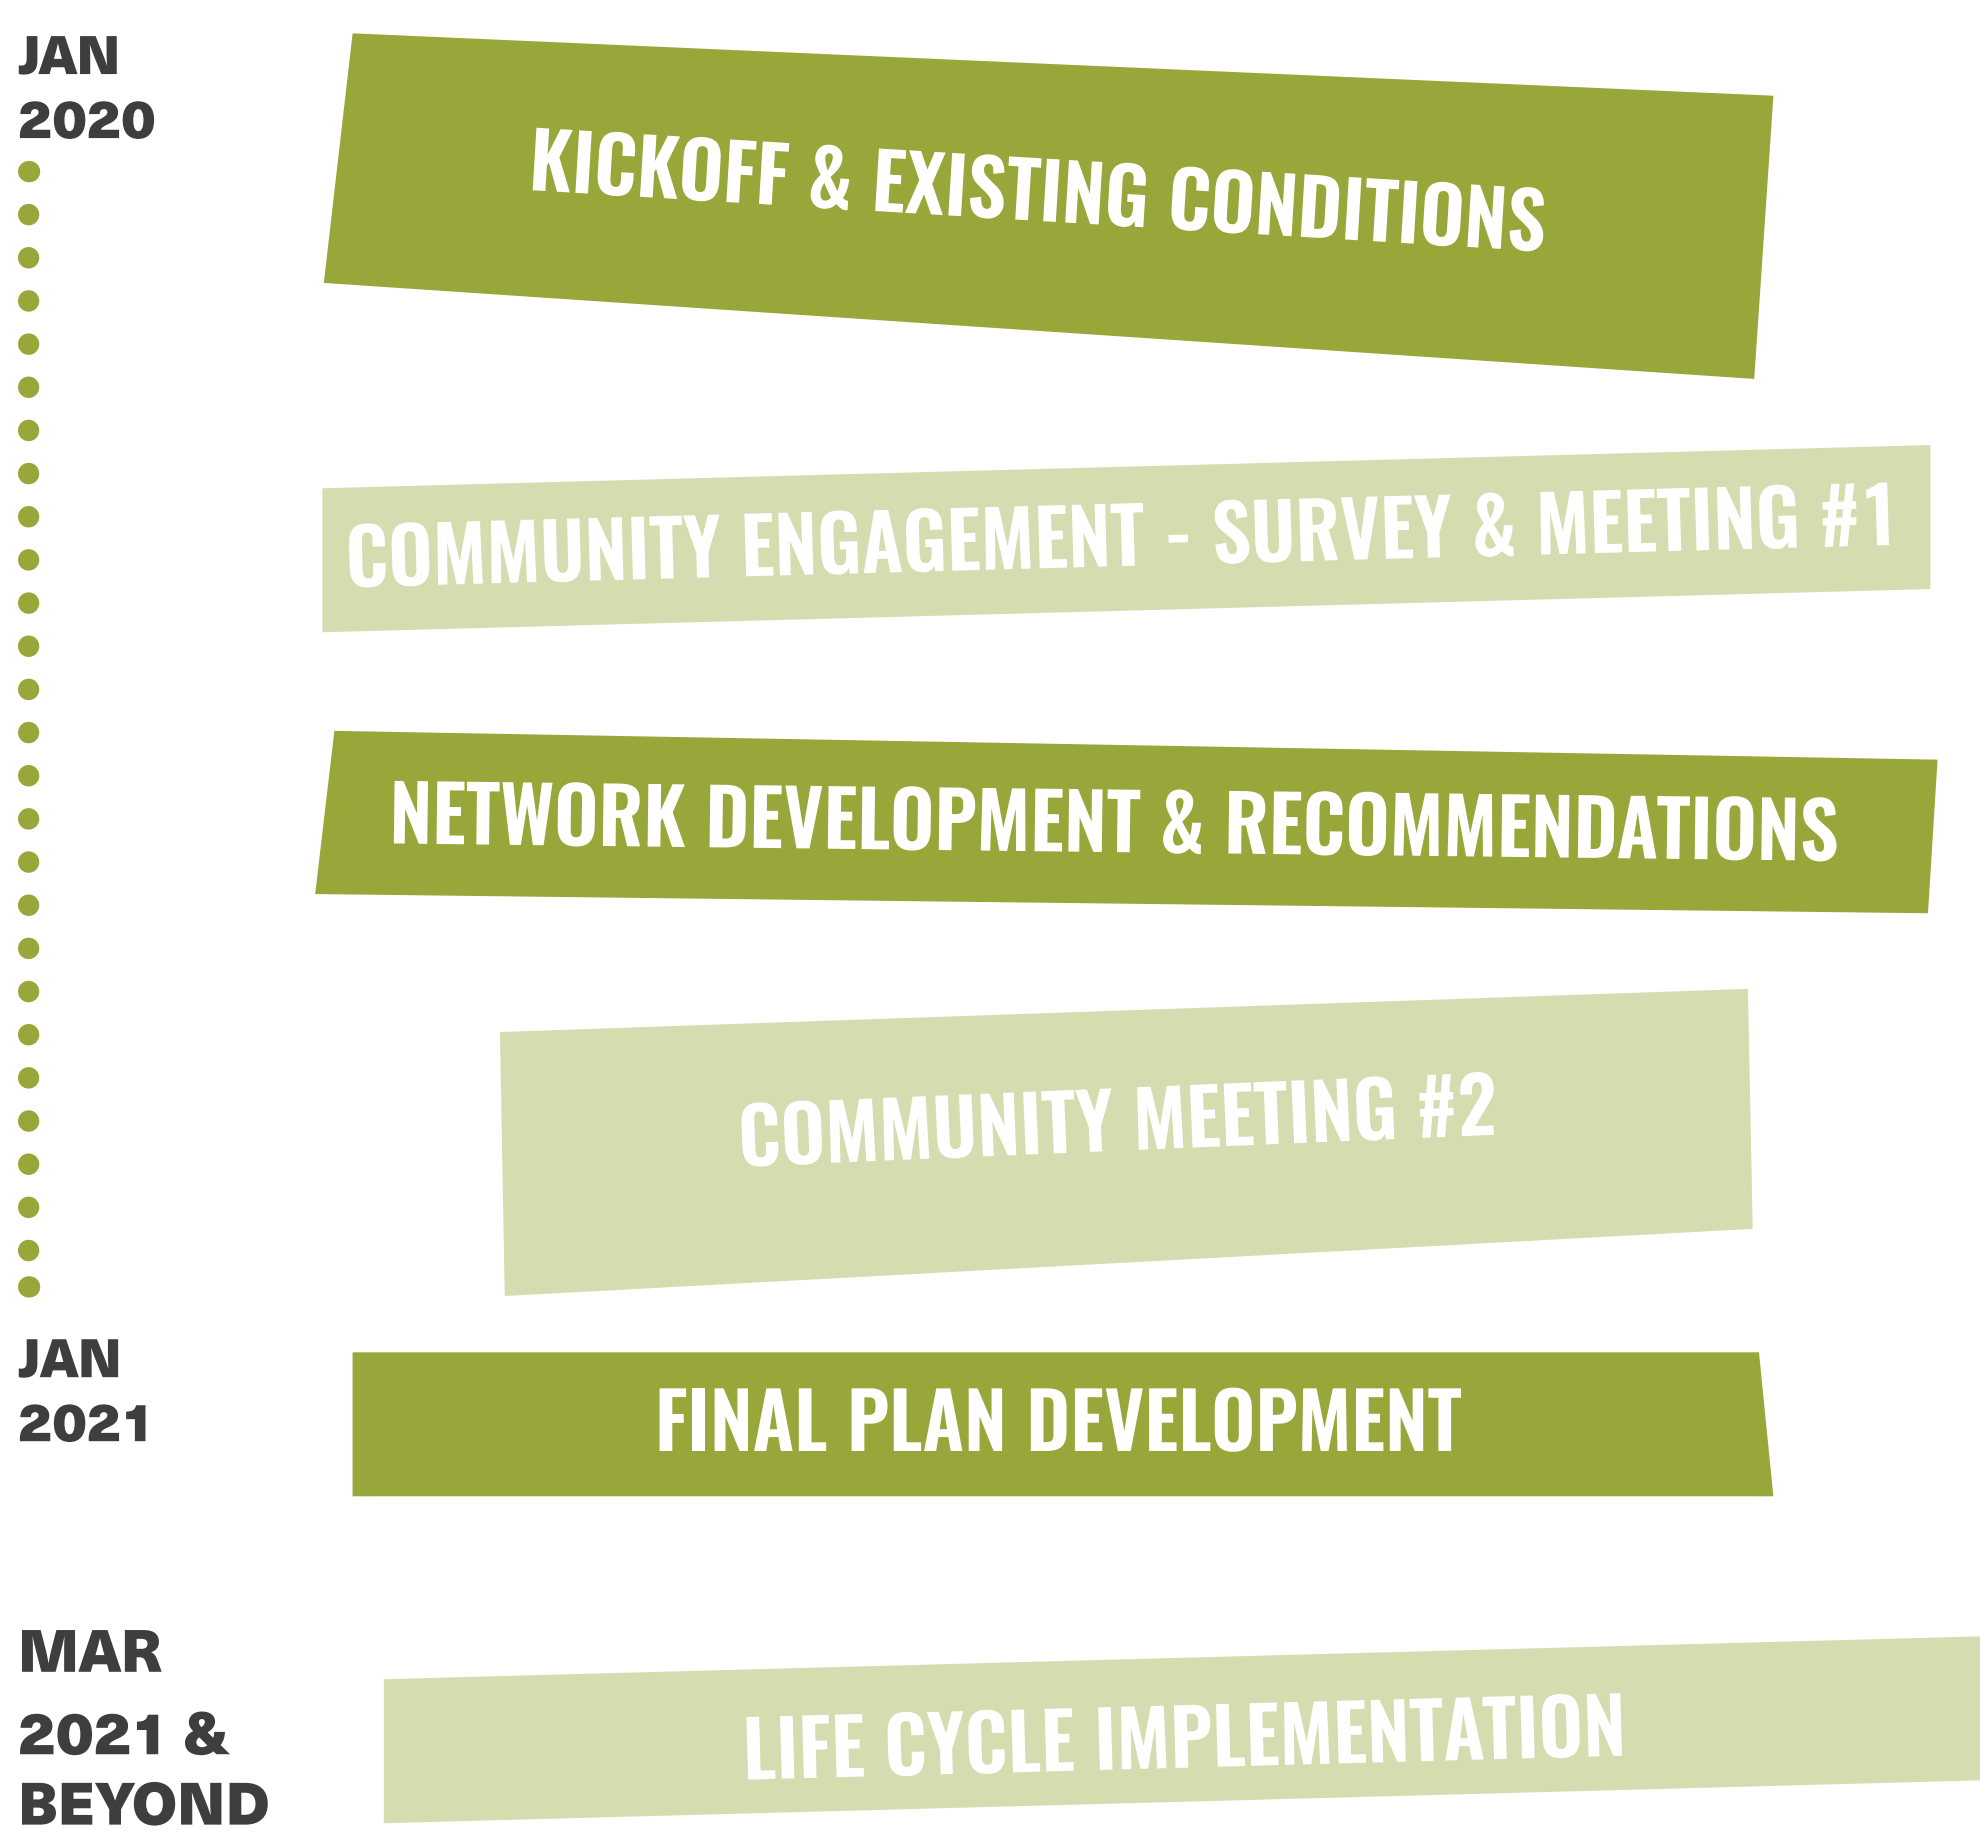 JAN
2020
KICKOFF & EXISTING CONDITIONS
COMMUNITY ENGAGEMENT - SURVEY & MEETING #1
NETWORK DEVELOPMENT & RECOMMENDATIONS
COMMUNITY MEETING #2
JAN
2021
FINAL PLAN DEVELOPMENT
MAR
2021 &
BEYOND
LIFE CYCLE IMPLEMENTATION